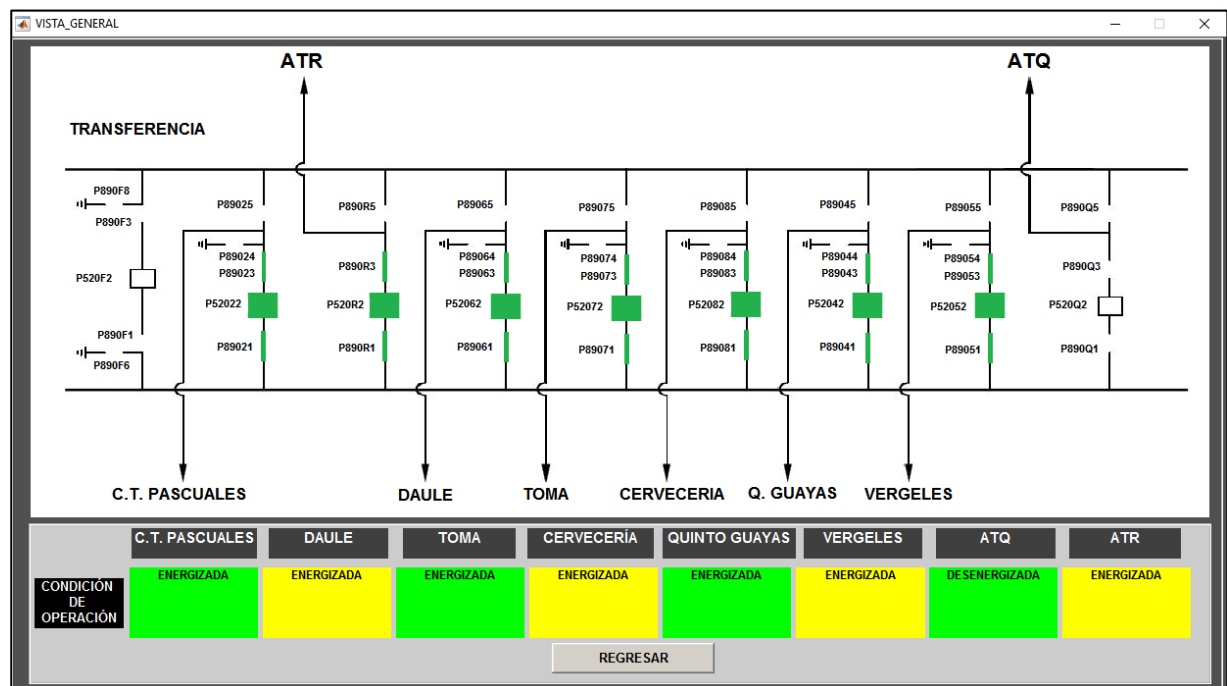 VISTA_GENERAL
ATR
ATQ
TRANSFERENCIA
P890F8
P890F3
P520F2
P890F1
P890F6
P89025
P89024
P89023
P52022
P89021
P890R5
P890R3
P520R2
P890R1
P89065
P89064
P89063
P52062
P89061
P89075
P89074
P89073
P52072
P89071
P89085
P89084
P89083
P52082
P89081
P89045
P89044
P89043
P52042
P89041
P89055
P89054
P89053
P52052
P89051
P890Q5
P890Q3
P520Q2
P890Q1
C.T. PASCUALES
DAULE
TOMA
CERVECERIA
Q. GUAYAS
VERGELES
C.T. PASCUALES
DAULE
TOMA
CERVECERÍA
QUINTO GUAYAS
VERGELES
ATQ
ATR
CONDICIÓN
DE
OPERACIÓN
ENERGIZADA
ENERGIZADA
ENERGIZADA
ENERGIZADA
ENERGIZADA
ENERGIZADA
DESENERGIZADA
ENERGIZADA
REGRESAR